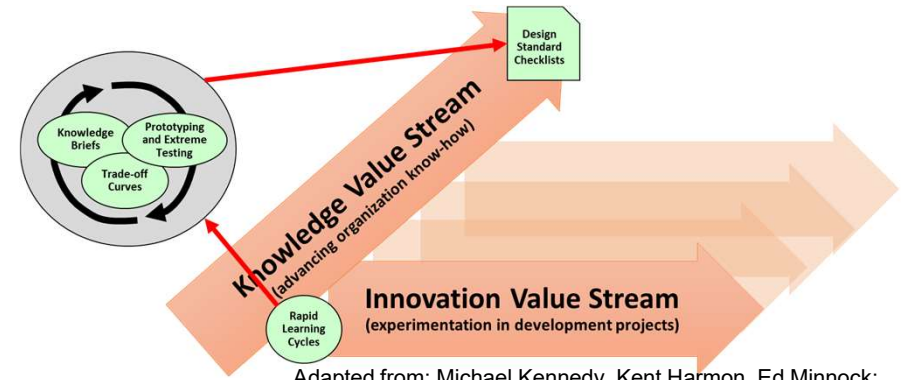 Design
Standard
Checklists
Knowledge
Briefs
Prototyping
and Extreme
Testing
Trade-off
Curves
Knowledge Value Stream
(advancing organization know-how)
Rapid
Learning
Cycles
Innovation Value Stream
(experimentation in development projects)
Adapted from: Michael Kennedy, Kent Harmon, Ed Minnock: